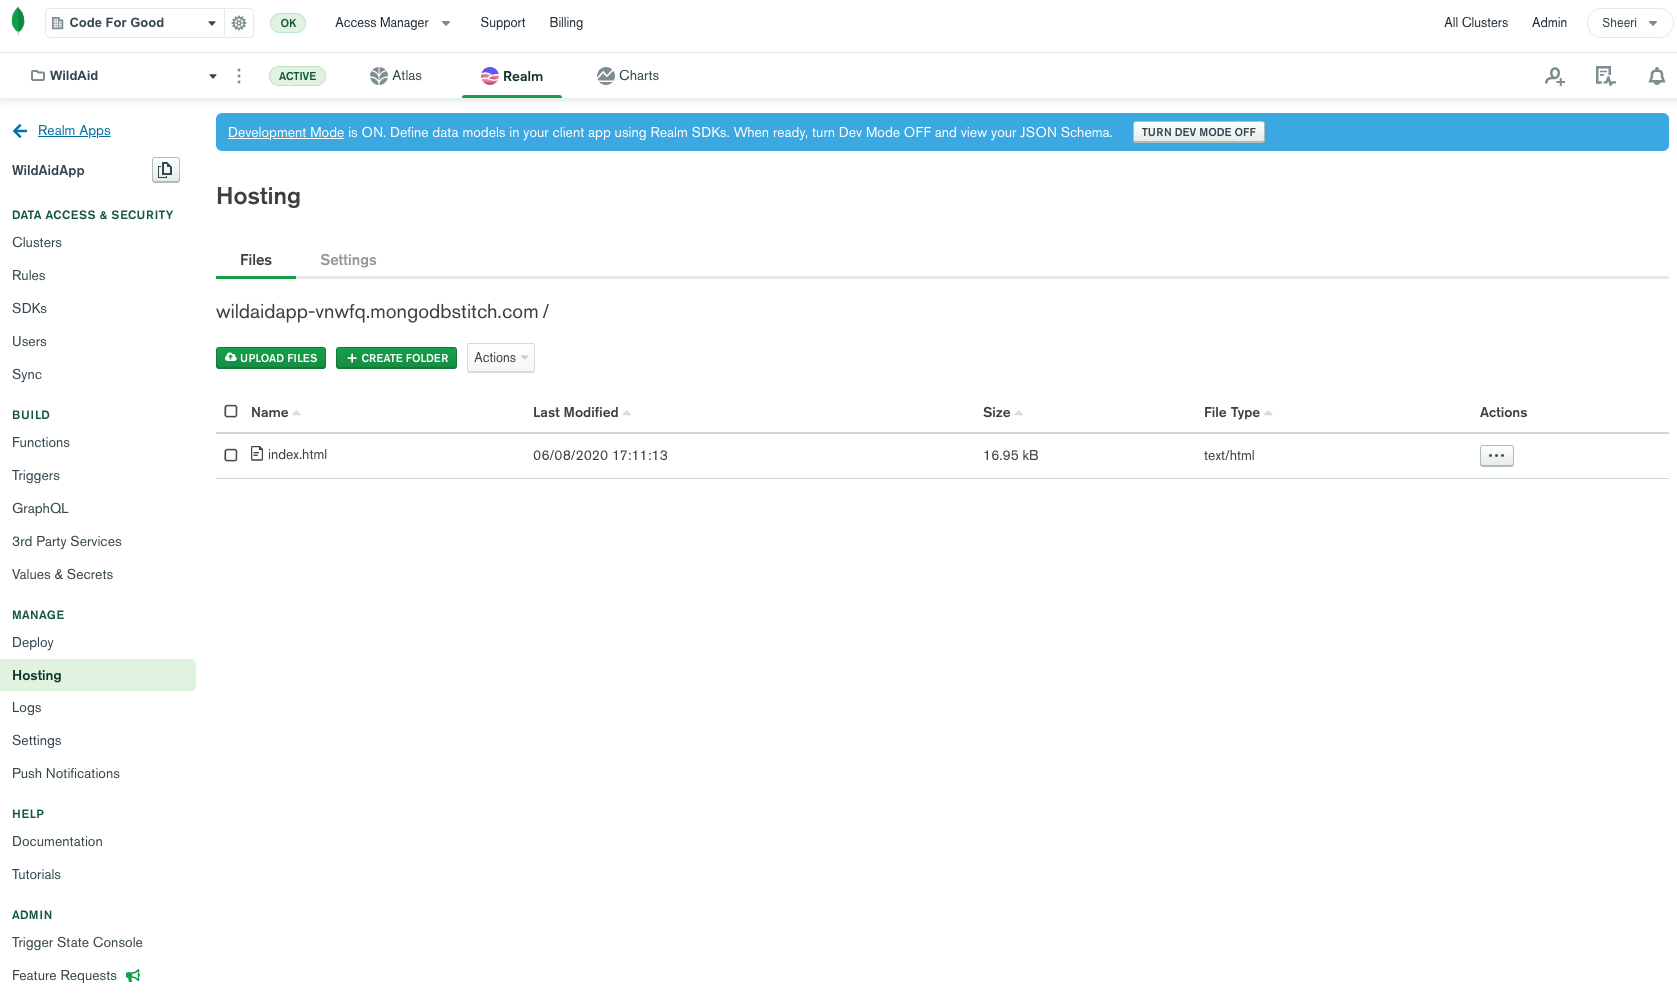 Code For Good
OK
Access Manager
Support
Billing
All Clusters
Admin
Sheeri
WildAid
ACTIVE
Atlas
Realm
Charts
Realm Apps
WildAidApp
DATA ACCESS & SECURITY
Clusters
Rules
SDKs
Users
Sync
BUILD
Functions
Triggers
GraphQL
3rd Party Services
Values & Secrets
MANAGE
Deploy
Hosting
Logs
Settings
Push Notifications
HELP
Documentation
Tutorials
ADMIN
Trigger State Console
Feature Requests
Development Mode is ON. Define data models in your client app using Realm SDKs. When ready, turn Dev Mode OFF and view your JSON Schema.
TURN DEV MODE OFF
Hosting
Files
Settings
wildaidapp-vnwfq.mongodbstitch.com /
UPLOAD FILES
+ CREATE FOLDER
Actions
Name
Last Modified
Size
File Type
Actions
index.html
06/08/2020 17:11:13
16.95 kB
text/html